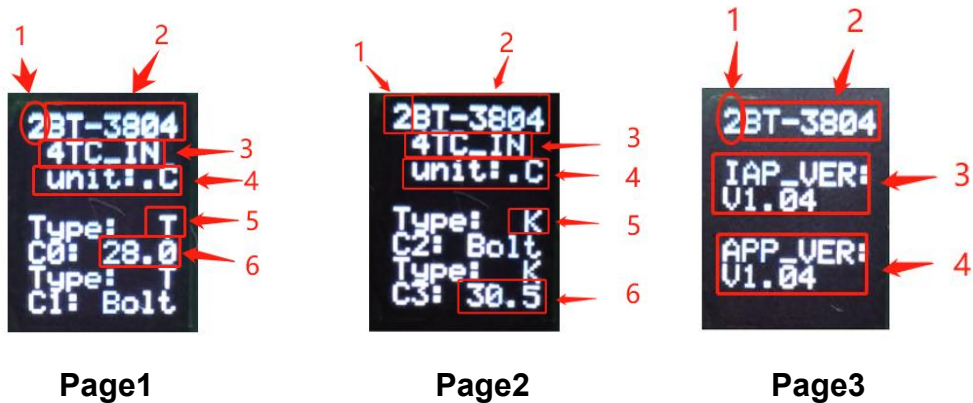 1
2
2BT-3804
4TC_IN
3
unit:.C
4
Type: T
5
C0: 28.0
6
Type: T
C1: Bolt
Page1
1
2
2BT-3804
4TC_IN
3
unit:.C
4
Type: K
5
C2: Bolt
Type: K
C3: 30.5
6
Page2
1
2
2BT-3804
IAP_VER:
3
V1.04
APP_VER:
4
V1.04
Page3